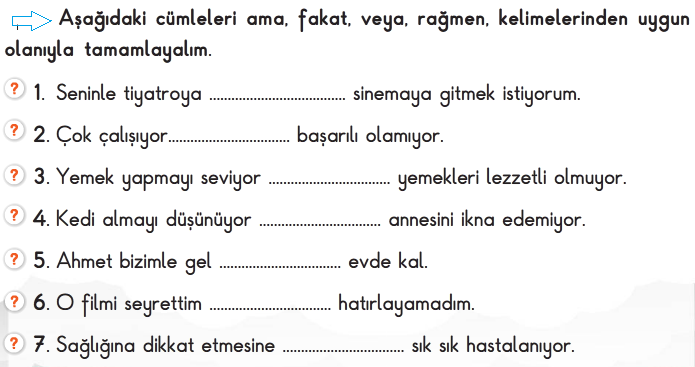 Aşağıdaki cümleleri ama, fakat, veya, rağmen, kelimelerinden uygun
olanıyla tamamlayalım.
? 1. Seninle tiyatroya ..................................... sinemaya gitmek istiyorum.
? 2. Çok çalışıyor................................. başarılı olamıyor.
? 3. Yemek yapmayı seviyor ................................. yemekleri lezzetli olmuyor.
? 4. Kedi almayı düşünüyor ................................. annesini ikna edemiyor.
? 5. Ahmet bizimle gel ................................. evde kal.
? 6. O filmi seyrettim ................................. hatırlayamadım.
? 7. Sağlığına dikkat etmesine ................................. sık sık hastalanıyor.